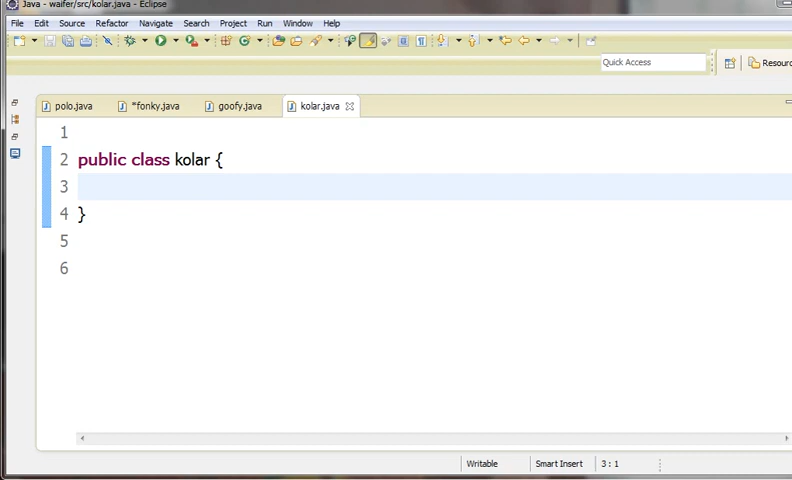 Java - waifer/src/kolar.java - Eclipse
File Edit Source Refactor Navigate Search Project Run Window Help
Quick Access
polo.java *fonky.java goofy.java kolar.java
1
2 public class kolar {
3
4 }
5
6
Writable Smart Insert 3 : 1